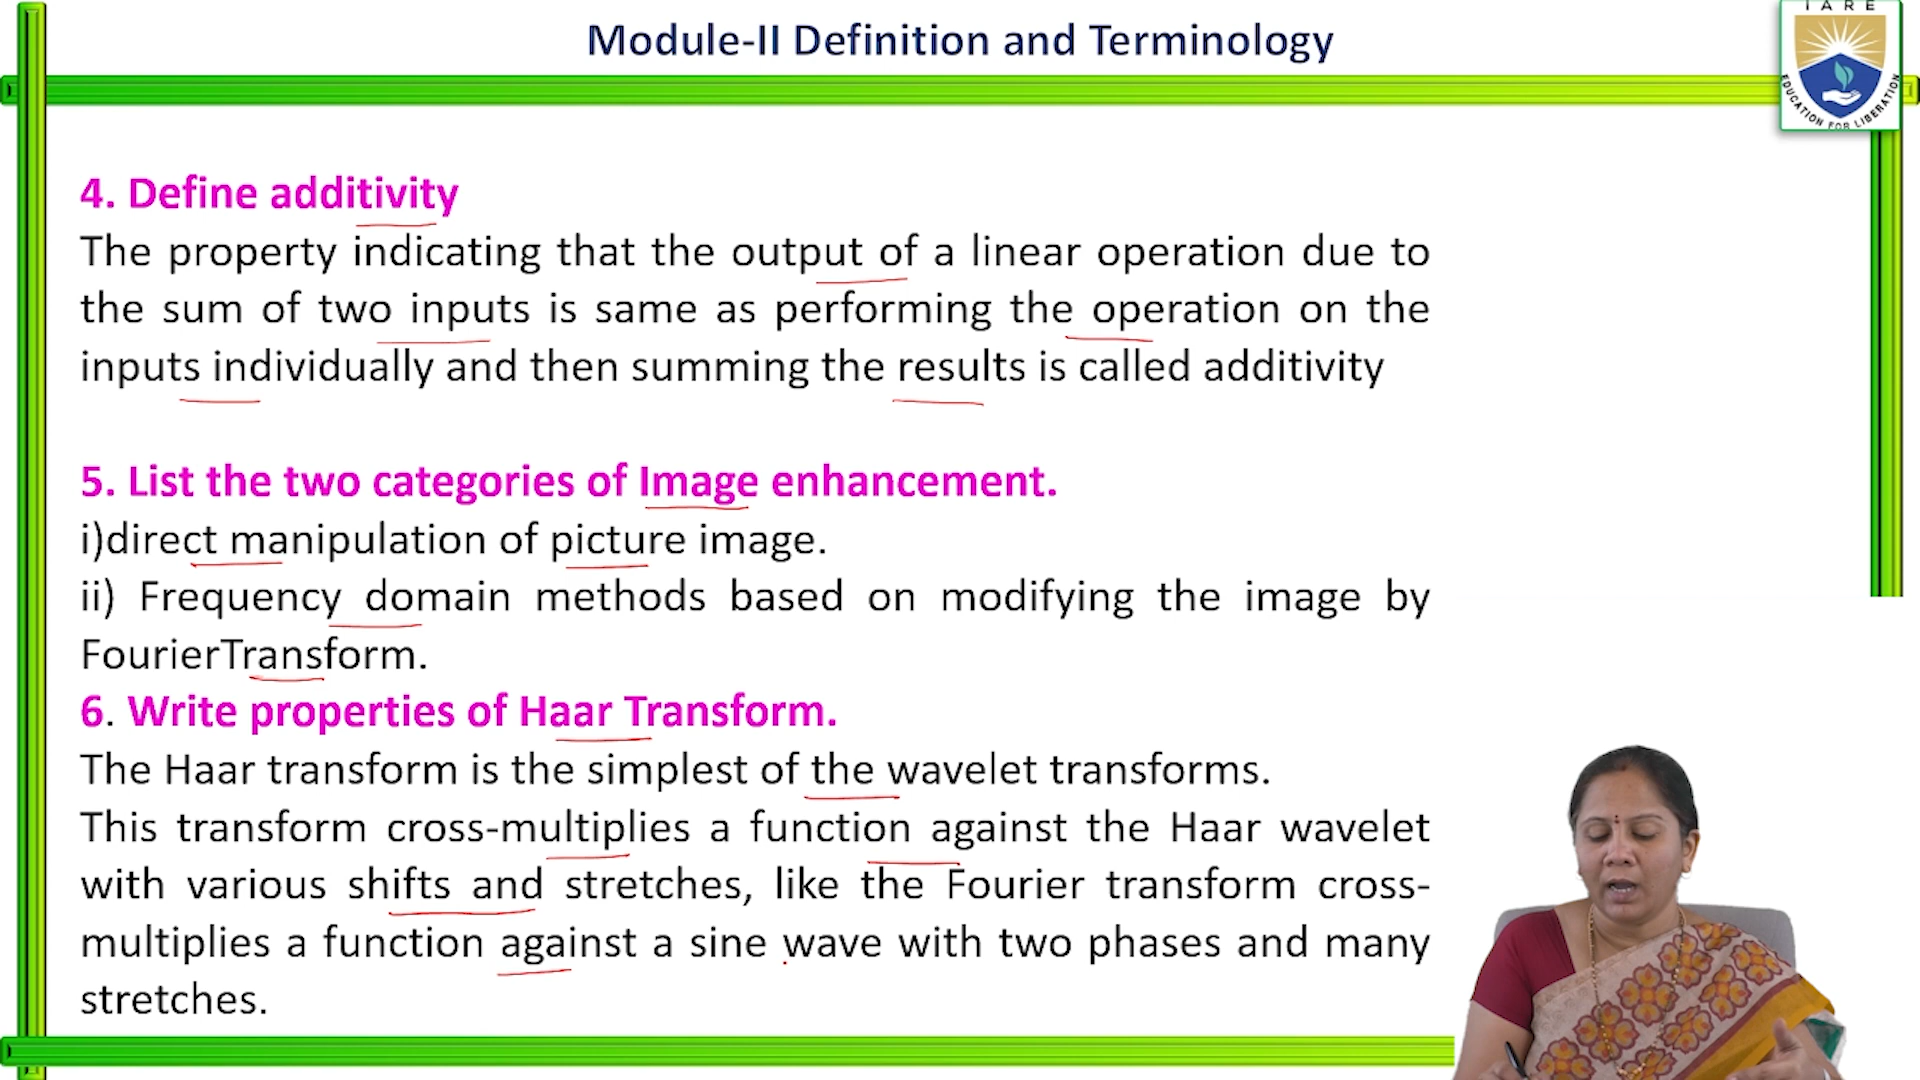 Module-II Definition and Terminology
IARE
EDUCATION FOR LIBERATION
4. Define additivity
The property indicating that the output of a linear operation due to
the sum of two inputs is same as performing the operation on the
inputs individually and then summing the results is called additivity
5. List the two categories of Image enhancement.
i)direct manipulation of picture image.
ii) Frequency domain methods based on modifying the image by
FourierTransform.
6. Write properties of Haar Transform.
The Haar transform is the simplest of the wavelet transforms.
This transform cross-multiplies a function against the Haar wavelet
with various shifts and stretches, like the Fourier transform cross-
multiplies a function against a sine wave with two phases and many
stretches.